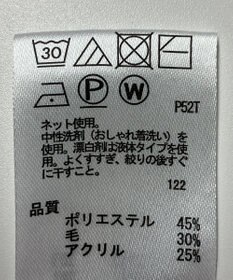 30
P W P52T
ネット使用。
中性洗剤（おしゃれ着洗い）を
使用。漂白剤は液体タイプを使
用。よくすすぎ、絞りの後すぐ
に干すこと。
122
品質
ポリエステル 45%
毛 30%
アクリル 25%